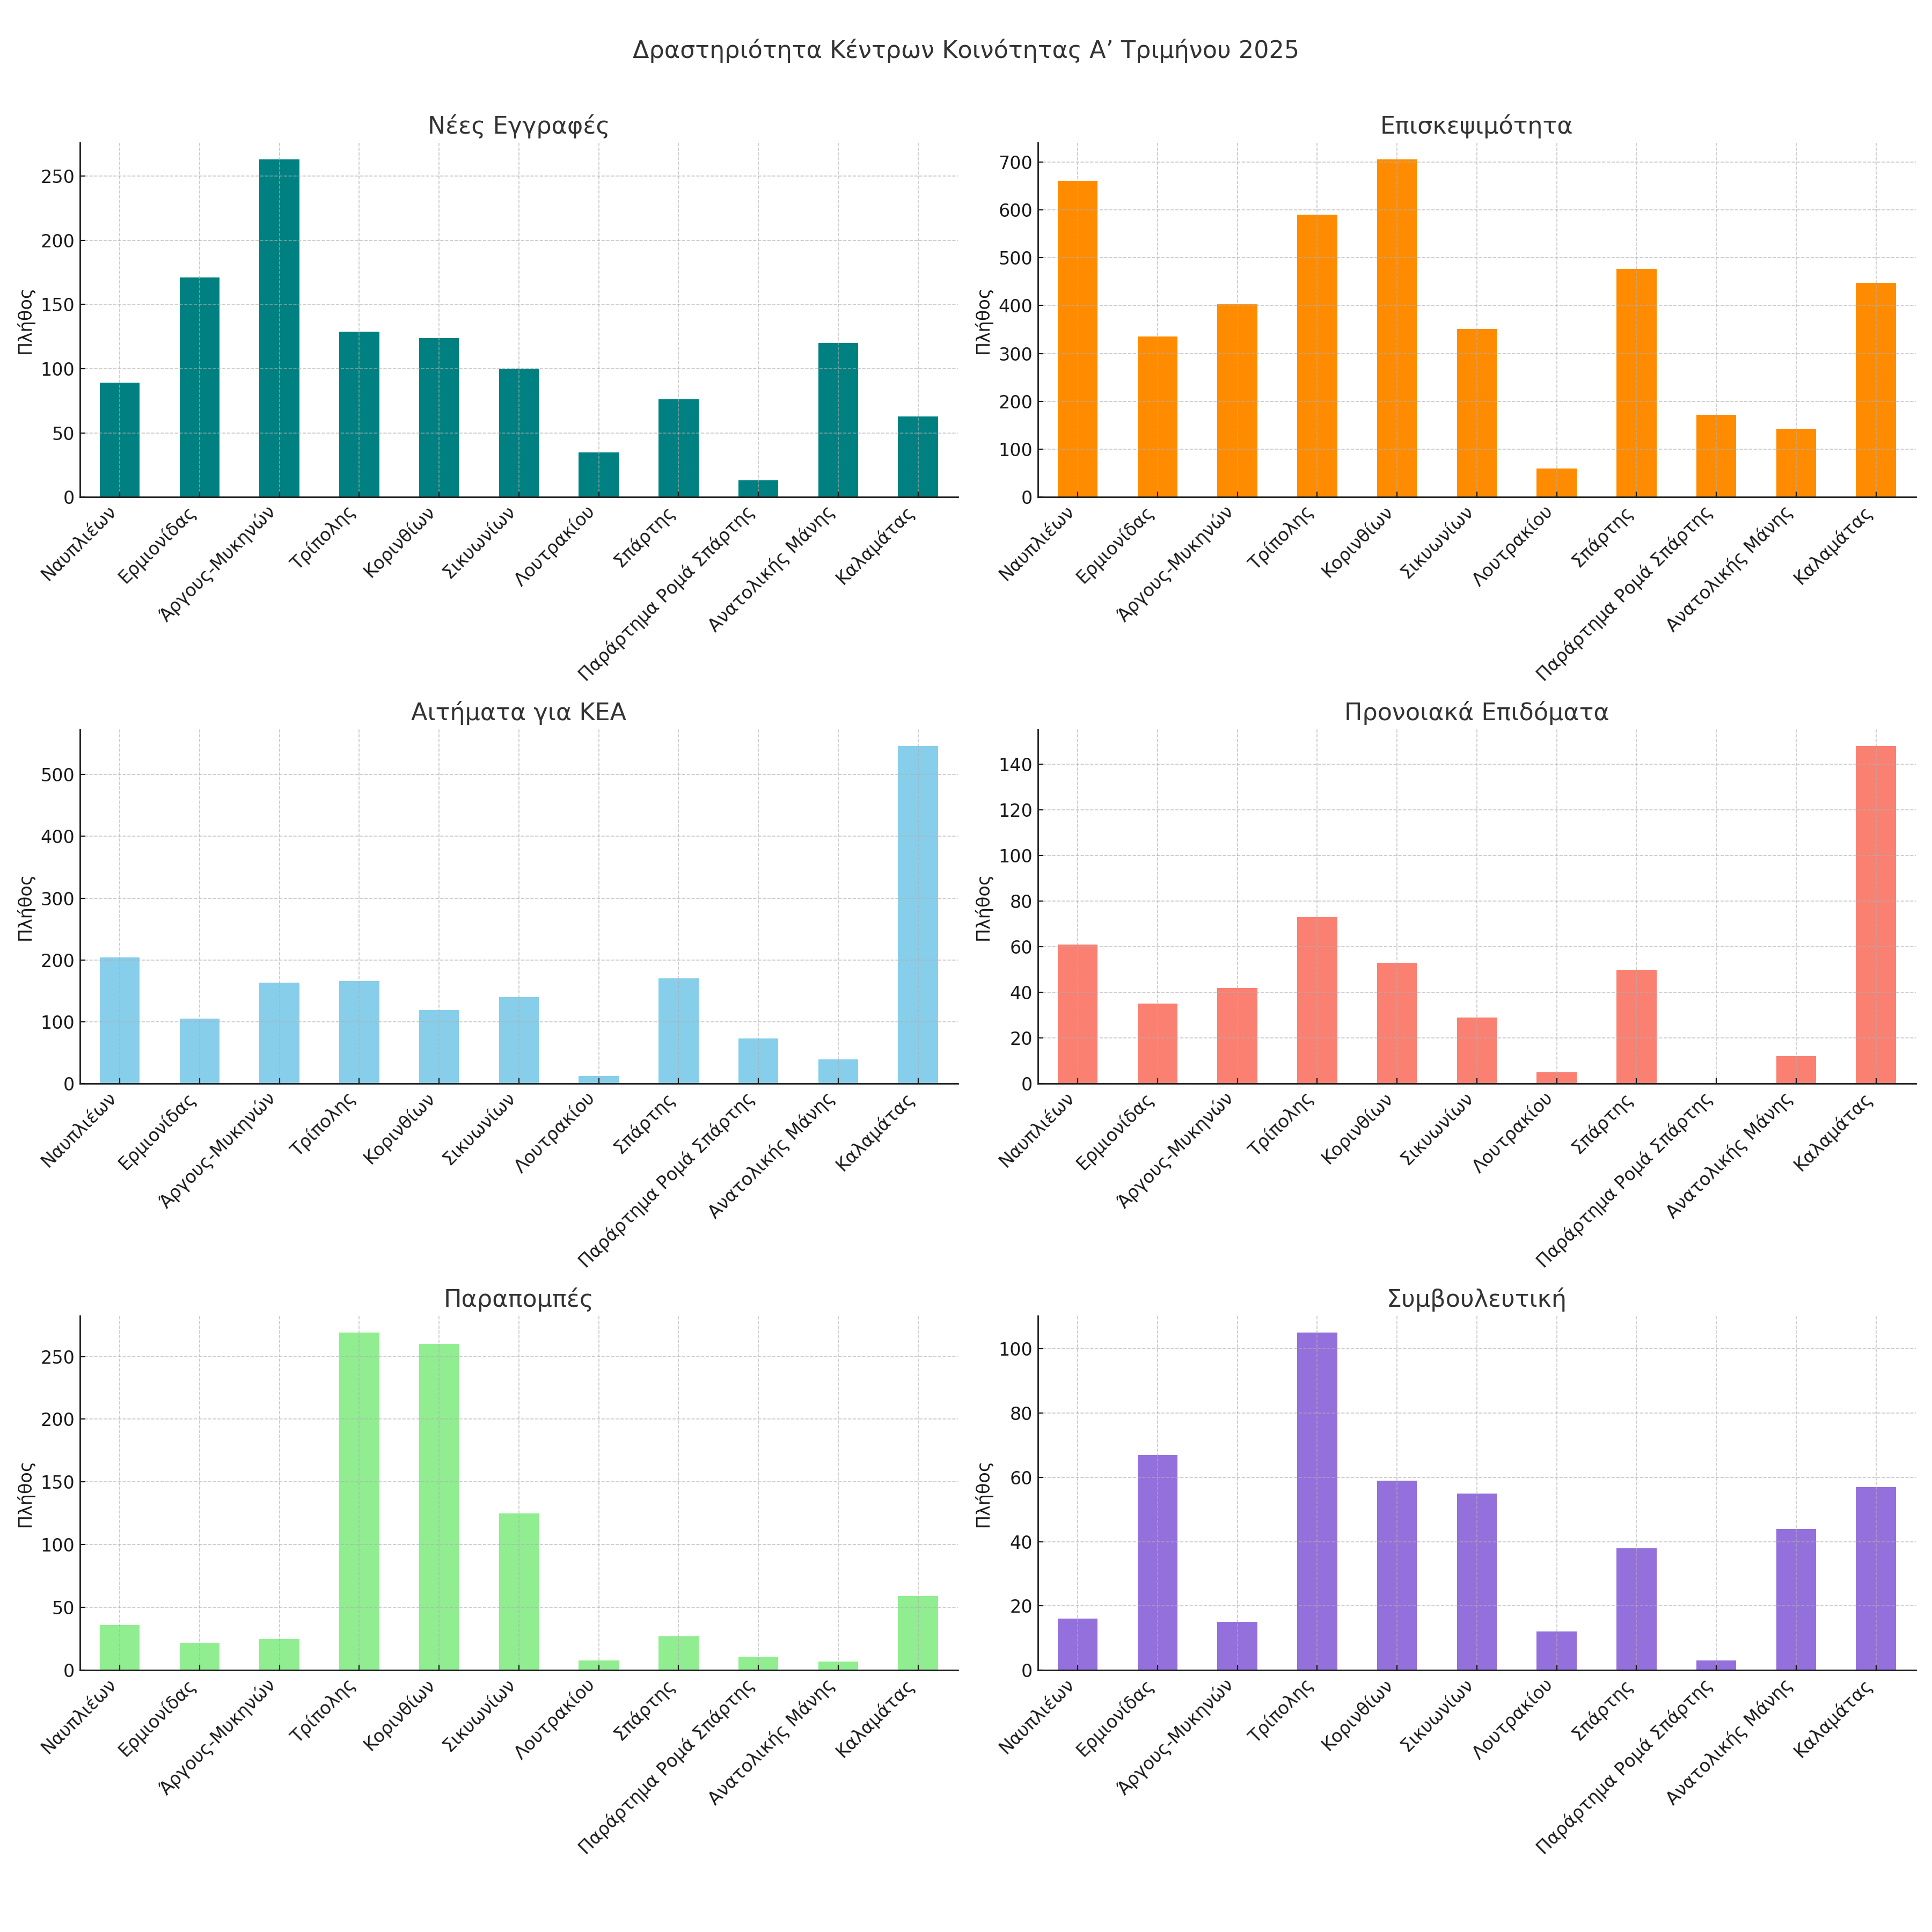 Δραστηριότητα Κέντρων Κοινότητας Α’ Τριμήνου 2025
Νέες Εγγραφές
Πλήθος
250
200
150
100
50
0
Ναυπλιέων
Ερμιονίδας
Άργους-Μυκηνών
Τρίπολης
Κορινθίων
Σικυωνίων
Λουτρακίου
Σπάρτης
Παράρτημα Ρομά Σπάρτης
Ανατολικής Μάνης
Καλαμάτας
Επισκεψιμότητα
Πλήθος
700
600
500
400
300
200
100
0
Ναυπλιέων
Ερμιονίδας
Άργους-Μυκηνών
Τρίπολης
Κορινθίων
Σικυωνίων
Λουτρακίου
Σπάρτης
Παράρτημα Ρομά Σπάρτης
Ανατολικής Μάνης
Καλαμάτας
Αιτήματα για ΚΕΑ
Πλήθος
500
400
300
200
100
0
Ναυπλιέων
Ερμιονίδας
Άργους-Μυκηνών
Τρίπολης
Κορινθίων
Σικυωνίων
Λουτρακίου
Σπάρτης
Παράρτημα Ρομά Σπάρτης
Ανατολικής Μάνης
Καλαμάτας
Προνοιακά Επιδόματα
Πλήθος
140
120
100
80
60
40
20
0
Ναυπλιέων
Ερμιονίδας
Άργους-Μυκηνών
Τρίπολης
Κορινθίων
Σικυωνίων
Λουτρακίου
Σπάρτης
Παράρτημα Ρομά Σπάρτης
Ανατολικής Μάνης
Καλαμάτας
Παραπομπές
Πλήθος
250
200
150
100
50
0
Ναυπλιέων
Ερμιονίδας
Άργους-Μυκηνών
Τρίπολης
Κορινθίων
Σικυωνίων
Λουτρακίου
Σπάρτης
Παράρτημα Ρομά Σπάρτης
Ανατολικής Μάνης
Καλαμάτας
Συμβουλευτική
Πλήθος
100
80
60
40
20
0
Ναυπλιέων
Ερμιονίδας
Άργους-Μυκηνών
Τρίπολης
Κορινθίων
Σικυωνίων
Λουτρακίου
Σπάρτης
Παράρτημα Ρομά Σπάρτης
Ανατολικής Μάνης
Καλαμάτας